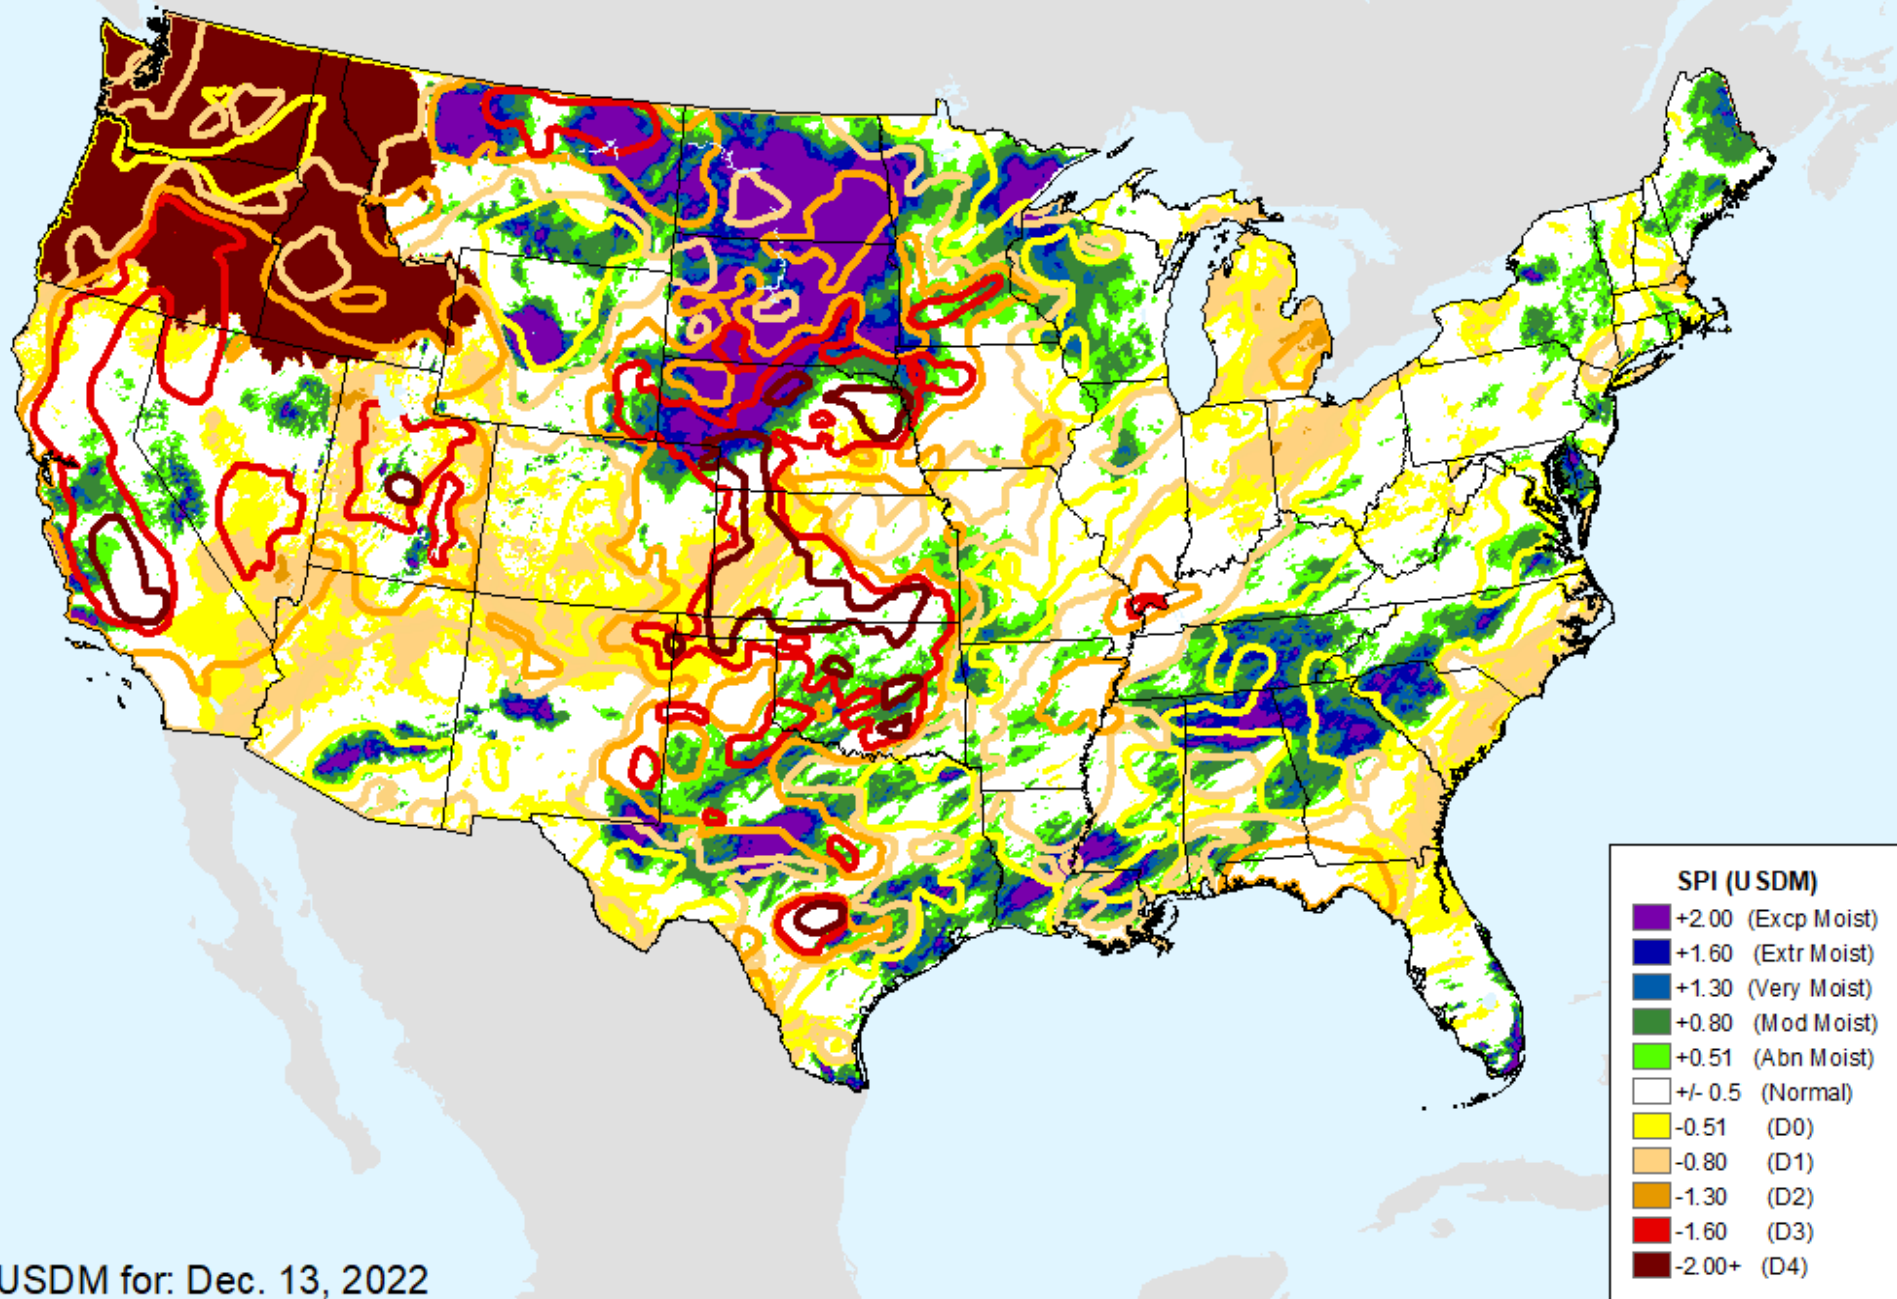 SPI (USDM)
+2.00 (Excp Moist)
+1.60 (Extr Moist)
+1.30 (Very Moist)
+0.80 (Mod Moist)
+0.51 (Abn Moist)
+/- 0.5 (Normal)
-0.51 (D0)
-0.80 (D1)
-1.30 (D2)
-1.60 (D3)
-2.00+ (D4)
USDM for: Dec. 13, 2022